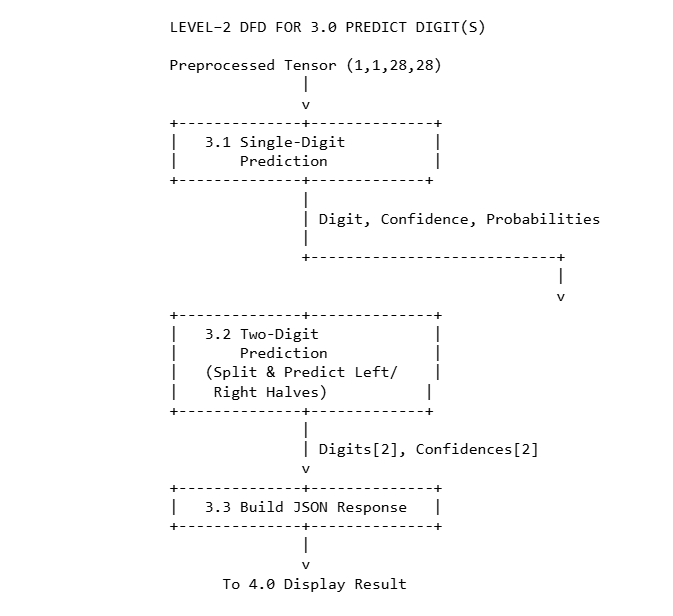 LEVEL-2 DFD FOR 3.0 PREDICT DIGIT(S)
Preprocessed Tensor (1,1,28,28)
3.1 Single-Digit
Prediction
Digit, Confidence, Probabilities
3.2 Two-Digit
Prediction
(Split & Predict Left/
Right Halves)
Digits[2], Confidences[2]
3.3 Build JSON Response
To 4.0 Display Result